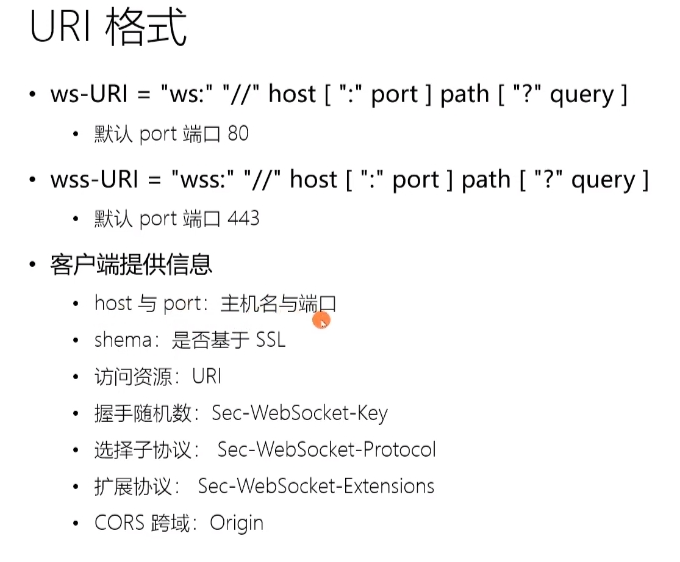 URI 格式
• ws-URI = "ws:" "//" host [ ":" port ] path [ "?" query ]
• 默认 port 端口 80
• wss-URI = "wss:" "//" host [ ":" port ] path [ "?" query ]
• 默认 port 端口 443
• 客户端提供信息
• host 与 port：主机名与端口
• shema：是否基于 SSL
• 访问资源：URI
• 握手随机数：Sec-WebSocket-Key
• 选择子协议： Sec-WebSocket-Protocol
• 扩展协议： Sec-WebSocket-Extensions
• CORS 跨域：Origin